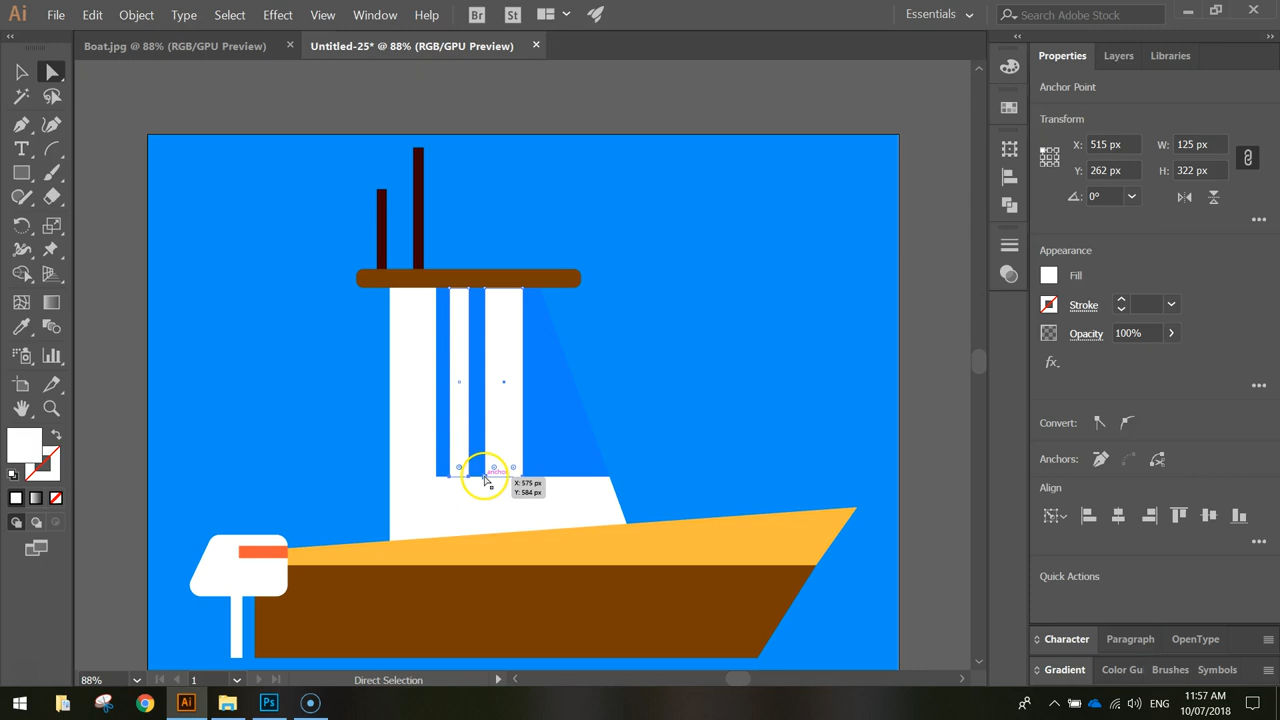 Ai File Edit Object Type Select Effect View Window Help Br St Essentials Search Adobe Stock
Boat.jpg @ 88% (RGB/GPU Preview) Untitled-25* @ 88% (RGB/GPU Preview)
Properties Layers Libraries
Anchor Point
Transform
X: 515 px W: 125 px
Y: 262 px H: 322 px
0°
Appearance
Fill
Stroke
Opacity 100%
fx
Convert:
Anchors:
Align
Quick Actions
Character Paragraph OpenType
Gradient Color Gu Brushes Symbols
X: 575 px
Y: 584 px
88% 1 Direct Selection
Ai Ps ENG 11:57 AM
10/07/2018